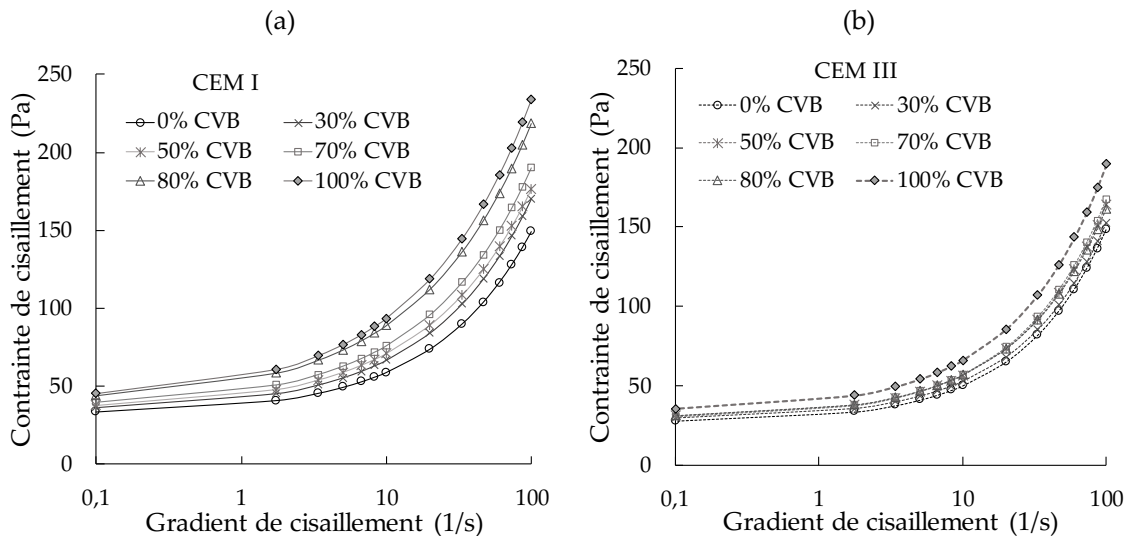 (a)
CEM I
0% CVB
30% CVB
50% CVB
70% CVB
80% CVB
100% CVB
Contrainte de cisaillement (Pa)
250
200
150
100
50
0
0,1
1
10
100
Gradient de cisaillement (1/s)
(b)
CEM III
0% CVB
30% CVB
50% CVB
70% CVB
80% CVB
100% CVB
Contrainte de cisaillement (Pa)
250
200
150
100
50
0
0,1
1
10
100
Gradient de cisaillement (1/s)